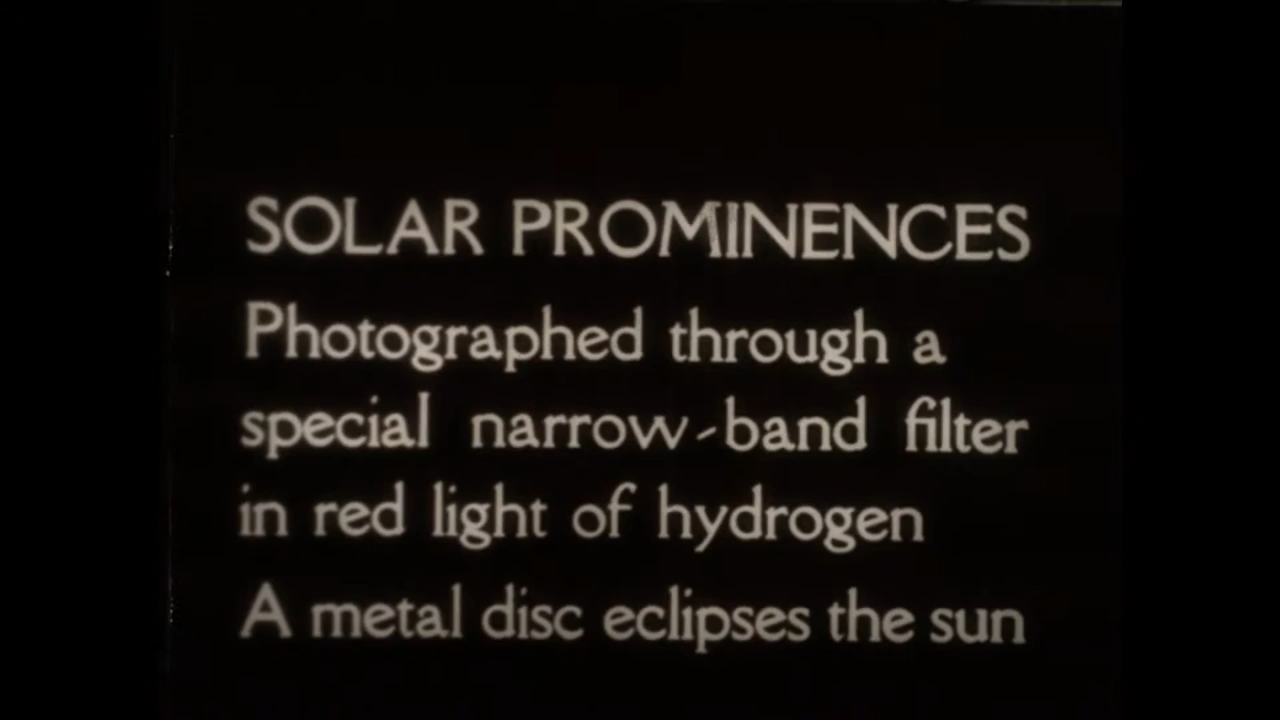 SOLAR PROMINENCES
Photographed through a
special narrow-band filter
in red light of hydrogen
A metal disc eclipses the sun